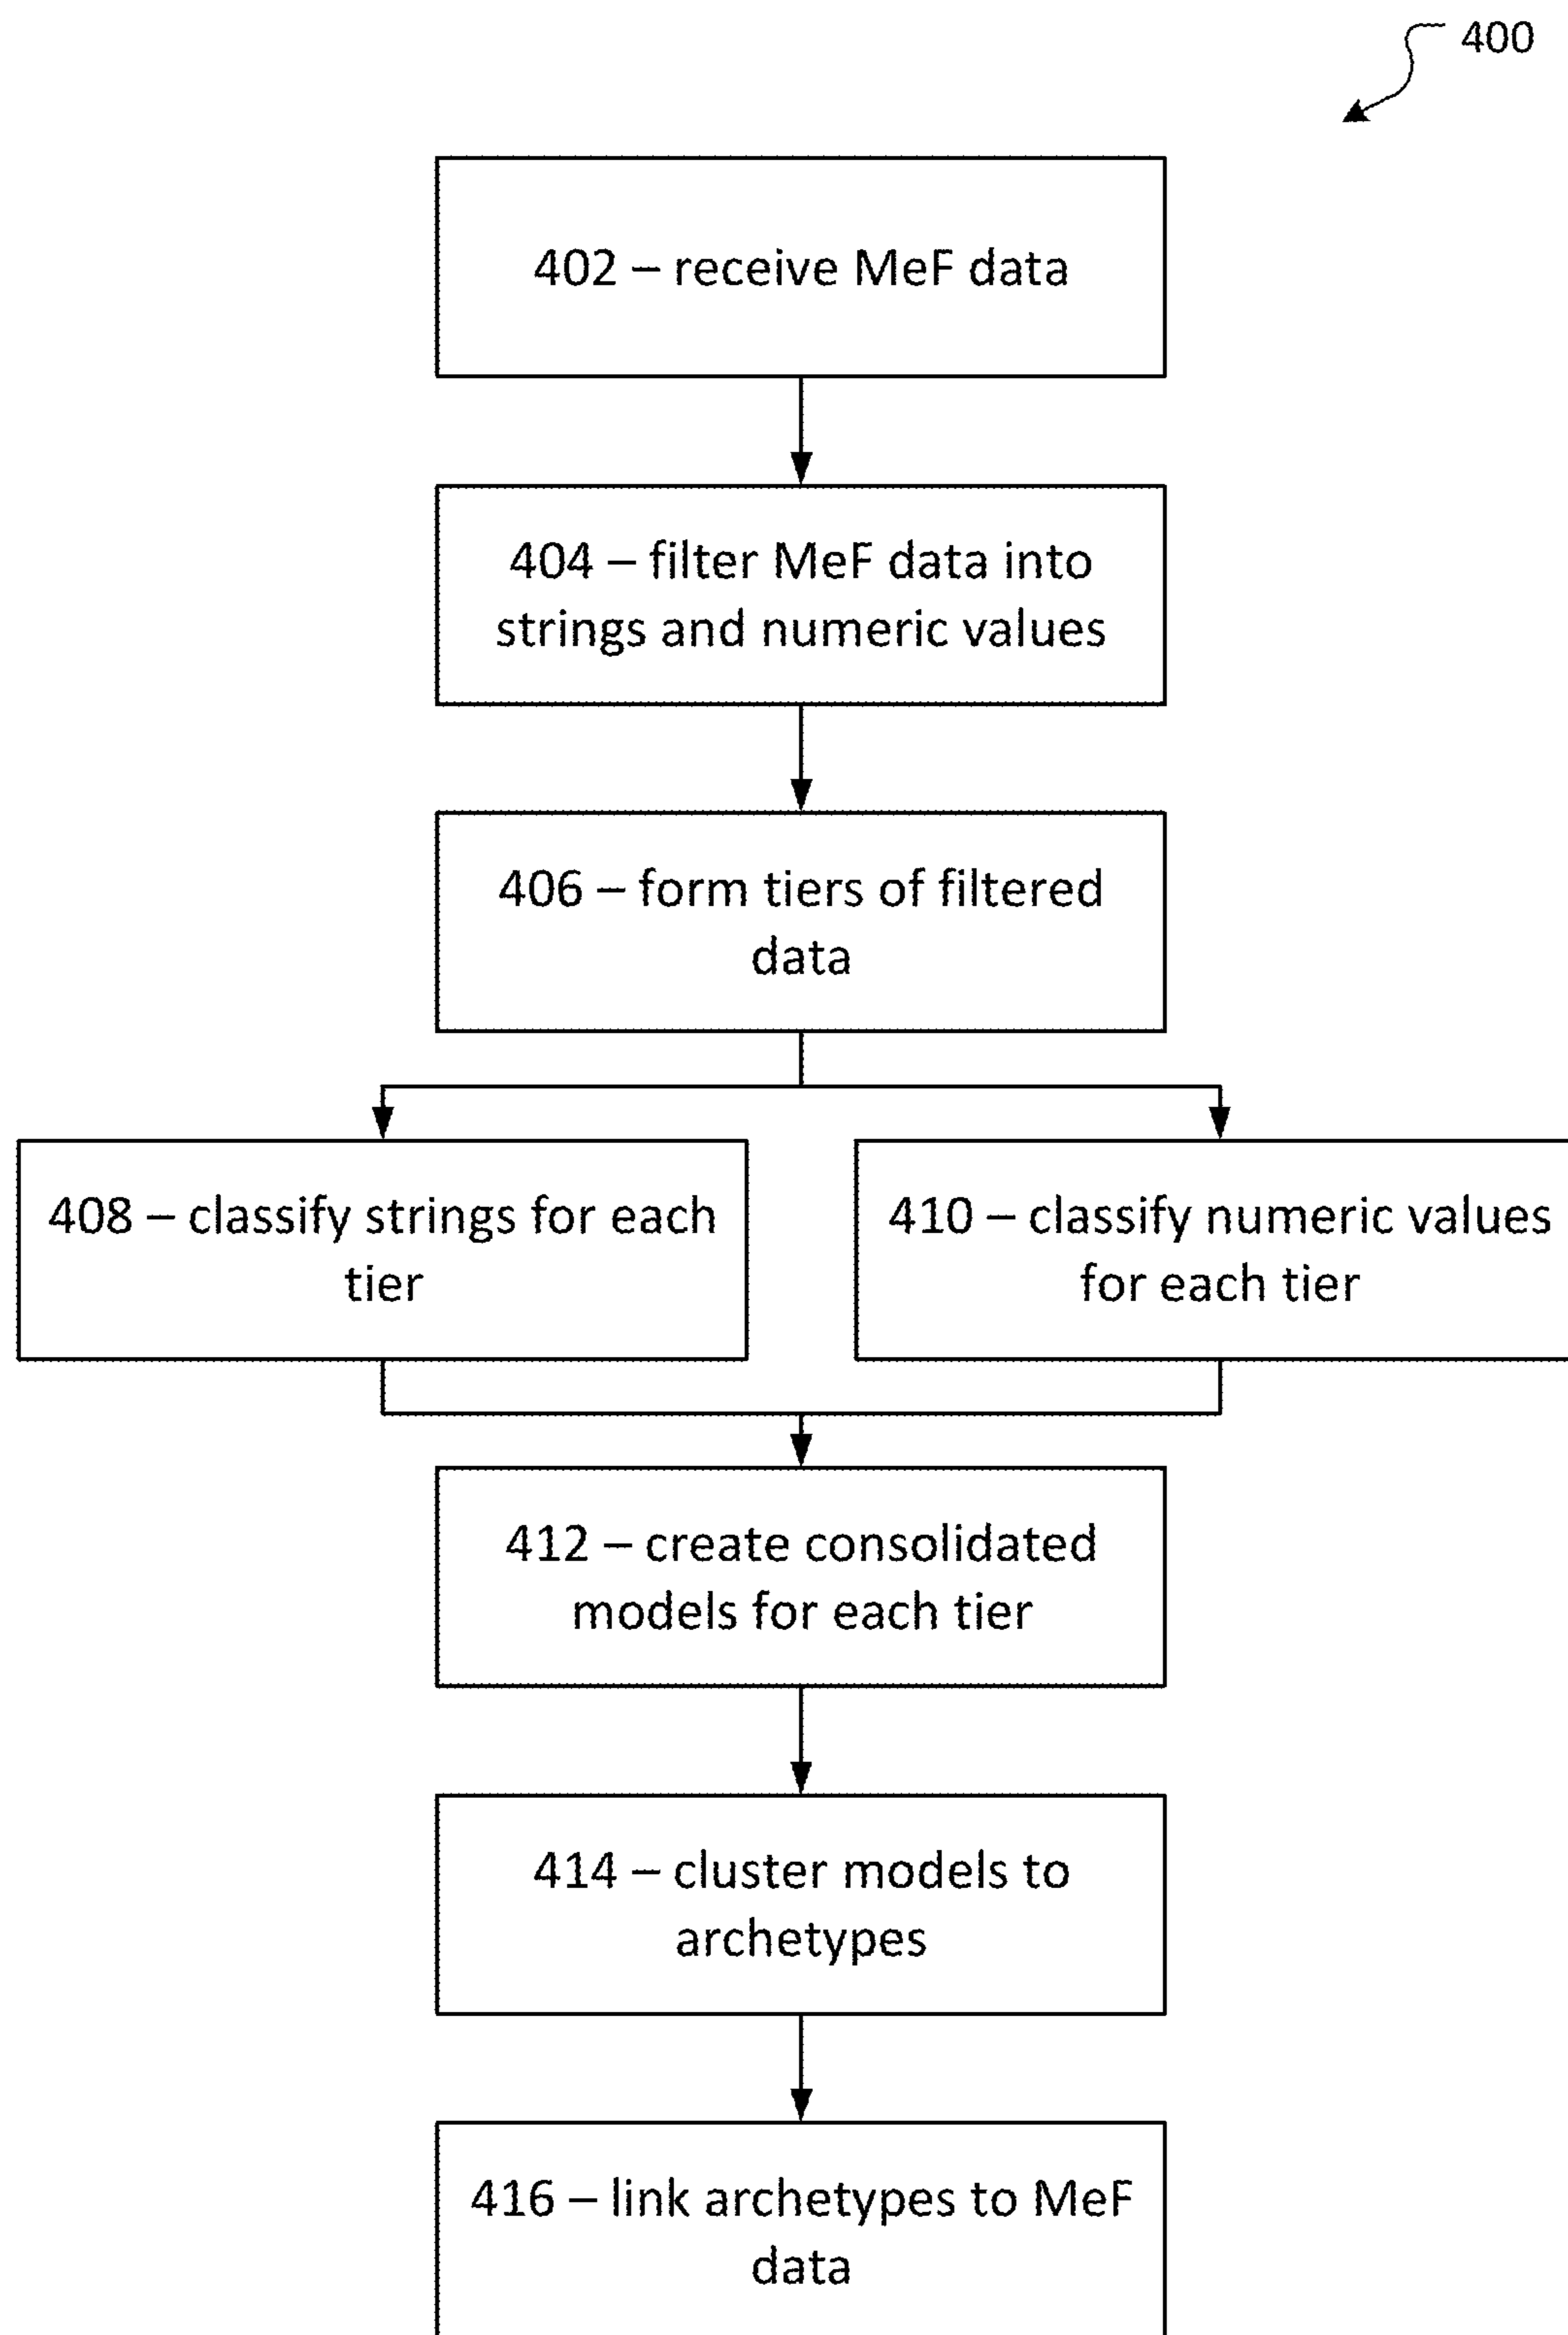 400
402 – receive MeF data
404 – filter MeF data into
strings and numeric values
406 – form tiers of filtered
data
408 – classify strings for each
tier
410 – classify numeric values
for each tier
412 – create consolidated
models for each tier
414 – cluster models to
archetypes
416 – link archetypes to MeF
data